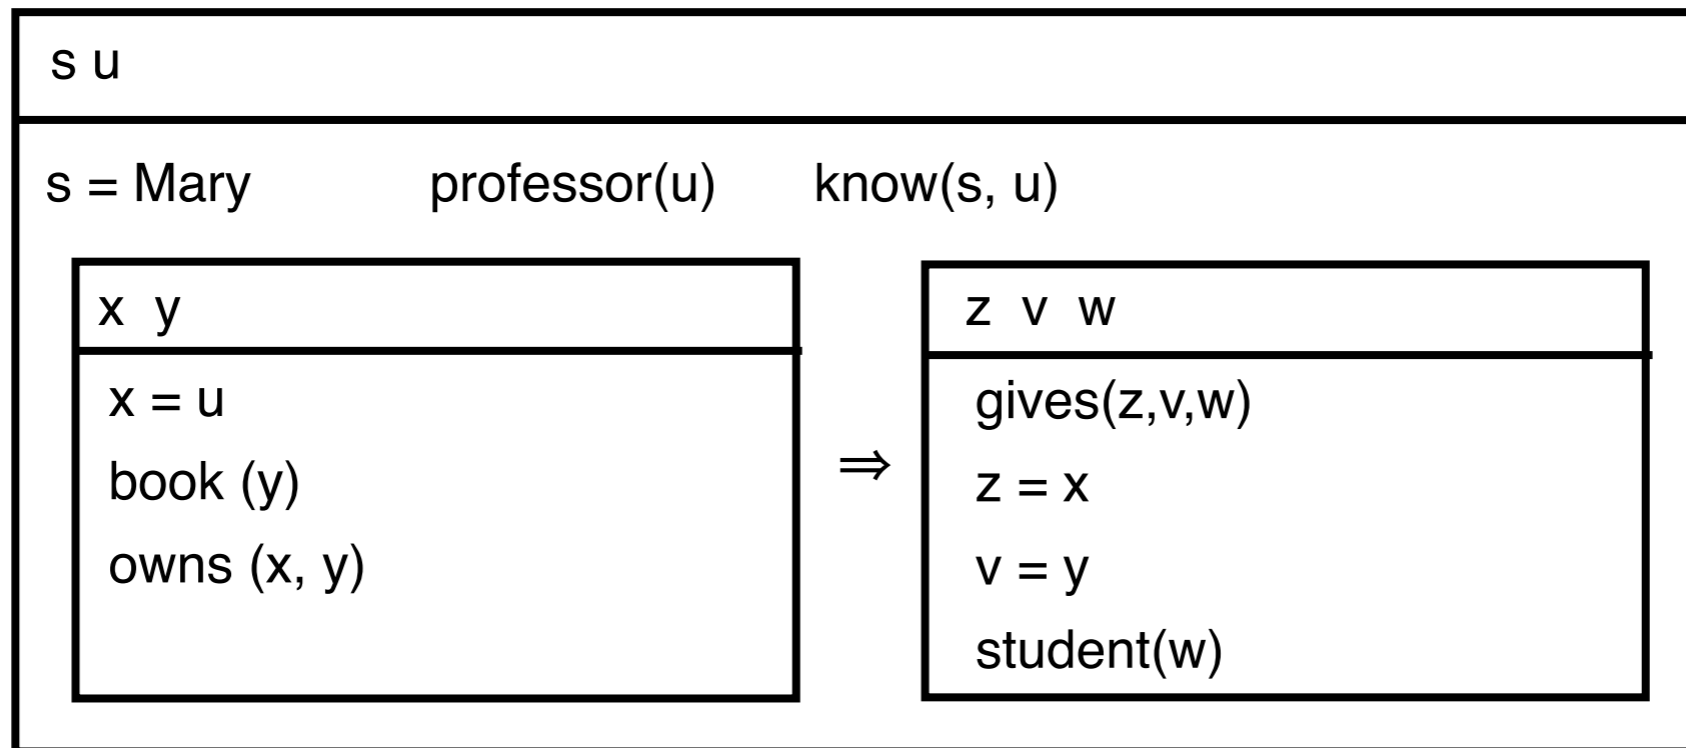 s u
s = Mary professor(u) know(s, u)
x y
x = u
book (y)
owns (x, y)
⇒
z v w
gives(z,v,w)
z = x
v = y
student(w)